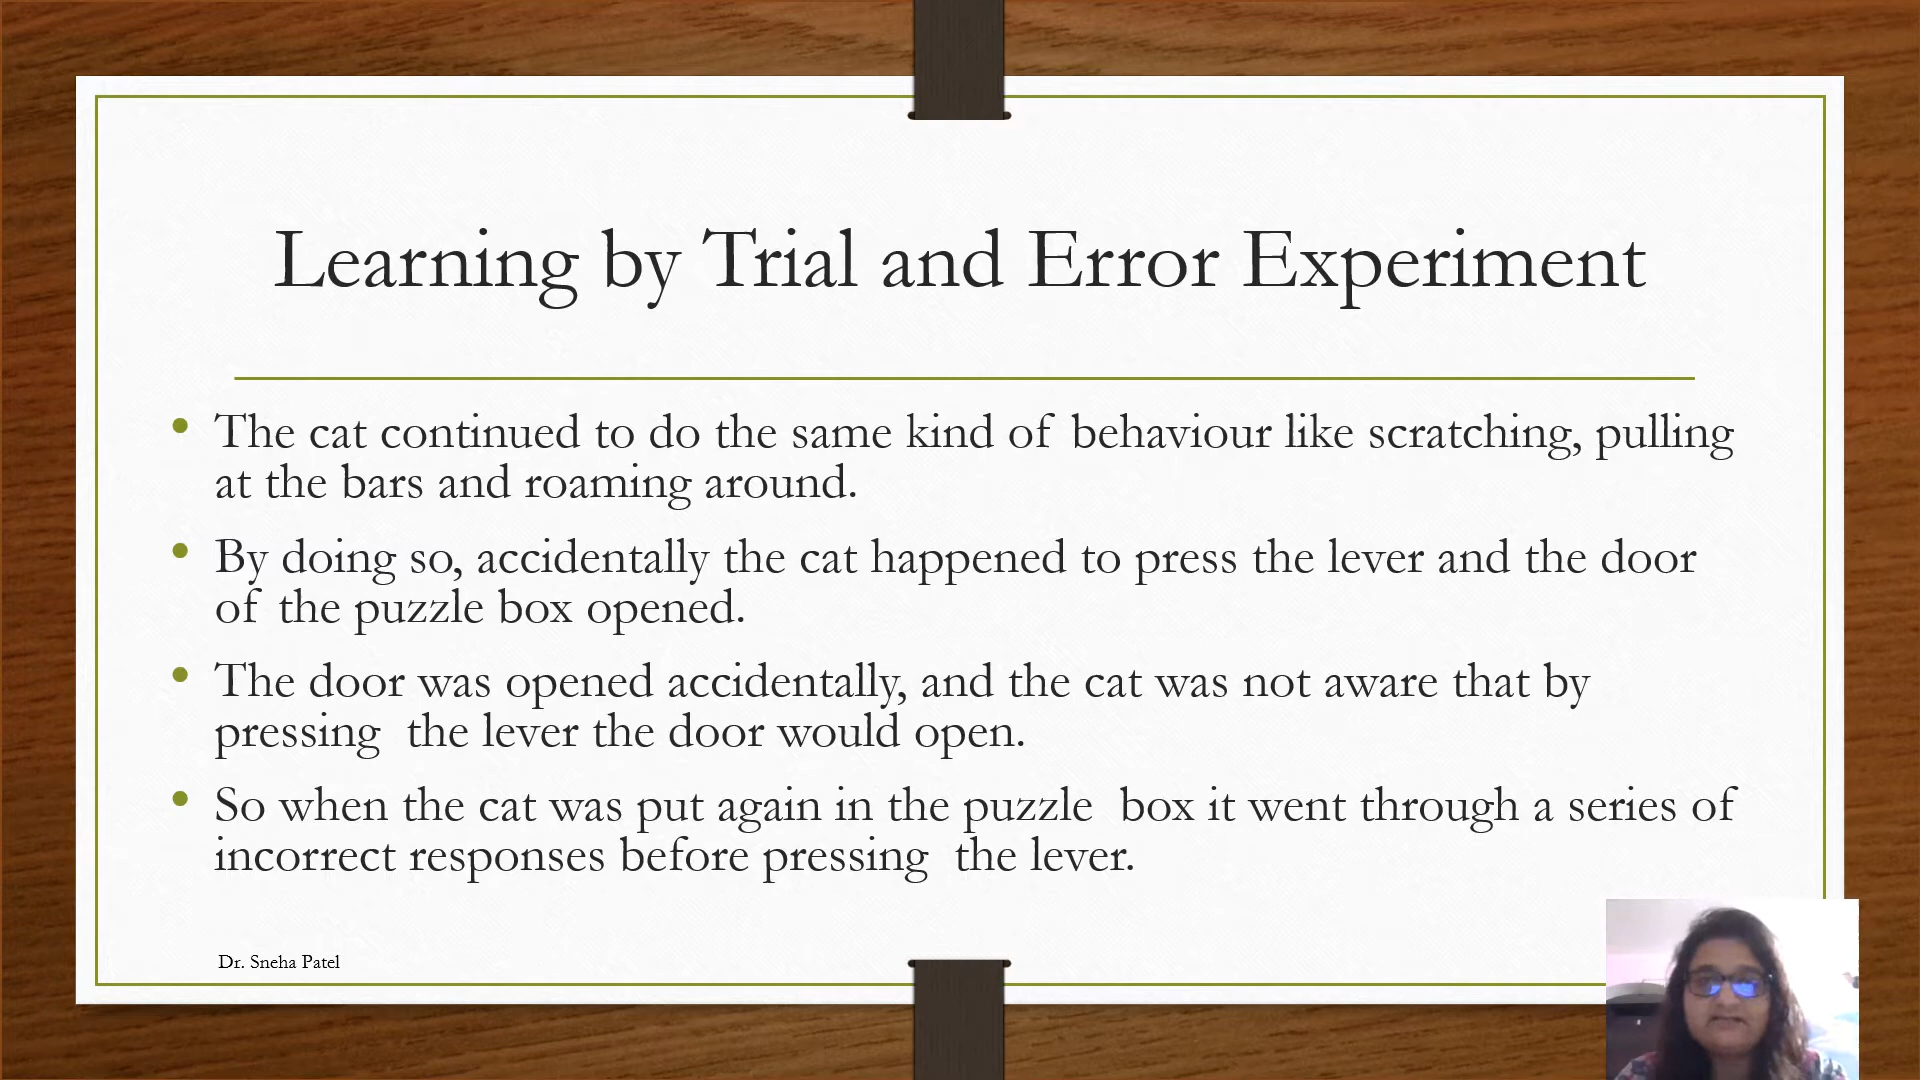 Learning by Trial and Error Experiment
• The cat continued to do the same kind of behaviour like scratching, pulling
at the bars and roaming around.
• By doing so, accidentally the cat happened to press the lever and the door
of the puzzle box opened.
• The door was opened accidentally, and the cat was not aware that by
pressing the lever the door would open.
• So when the cat was put again in the puzzle box it went through a series of
incorrect responses before pressing the lever.
Dr. Sneha Patel